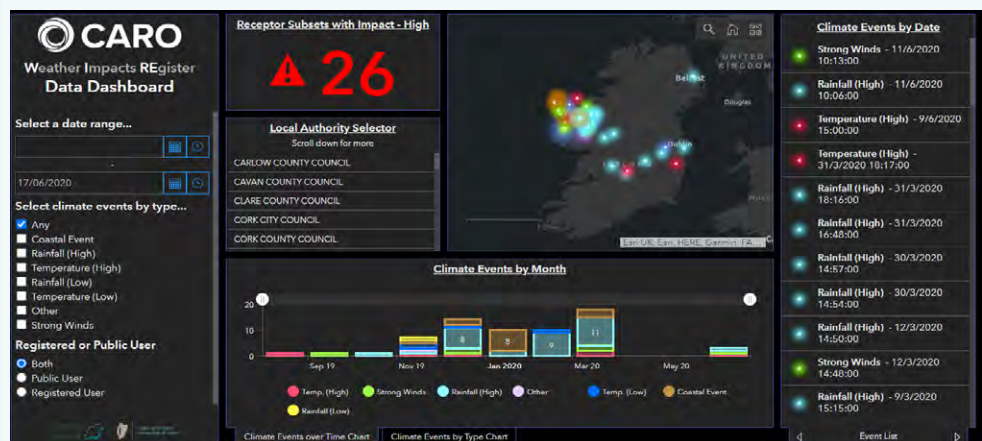 CARO
Weather Impacts REgister
Data Dashboard
Select a date range...
17/06/2020
Select climate events by type...
Any
Coastal Event
Rainfall (High)
Temperature (High)
Rainfall (Low)
Temperature (Low)
Other
Strong Winds
Registered or Public User
Both
Public User
Registered User
Receptor Subsets with Impact - High
26
Local Authority Selector
Scroll down for more
CARLOW COUNTY COUNCIL
CAVAN COUNTY COUNCIL
CLARE COUNTY COUNCIL
CORK CITY COUNCIL
CORK COUNTY COUNCIL
UNITED
KINGDOM
Belfast
Douglas
Dublin
Esri UK, Esri, HERE, Garmin, FA...
Climate Events by Month
20
10
0
8
8
9
11
Sep 19
Nov 19
Jan 2020
Mar 20
May 20
Temp. (High)
Strong Winds
Rainfall (High)
Other
Temp. (Low)
Coastal Event
Rainfall (Low)
Climate Events over Time Chart
Climate Events by Type Chart
Climate Events by Date
Strong Winds - 11/6/2020
10:13:00
Rainfall (High) - 11/6/2020
10:06:00
Temperature (High) - 9/6/2020
15:00:00
Temperature (High) -
31/3/2020 18:17:00
Rainfall (High) - 31/3/2020
18:16:00
Rainfall (High) - 31/3/2020
16:48:00
Rainfall (High) - 30/3/2020
14:57:00
Rainfall (High) - 30/3/2020
14:54:00
Rainfall (High) - 12/3/2020
14:50:00
Strong Winds - 12/3/2020
14:48:00
Rainfall (High) - 9/3/2020
15:15:00
Event List